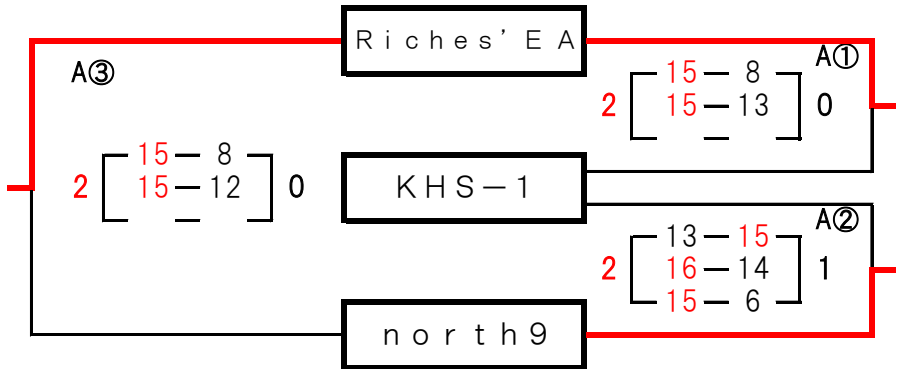 Riches'EA
A③
A①
15－8
2 15－13 0
－
15－8
2 15－12 0
－
KHS－1
A②
13－15
2 16－14 1
15－6
north9